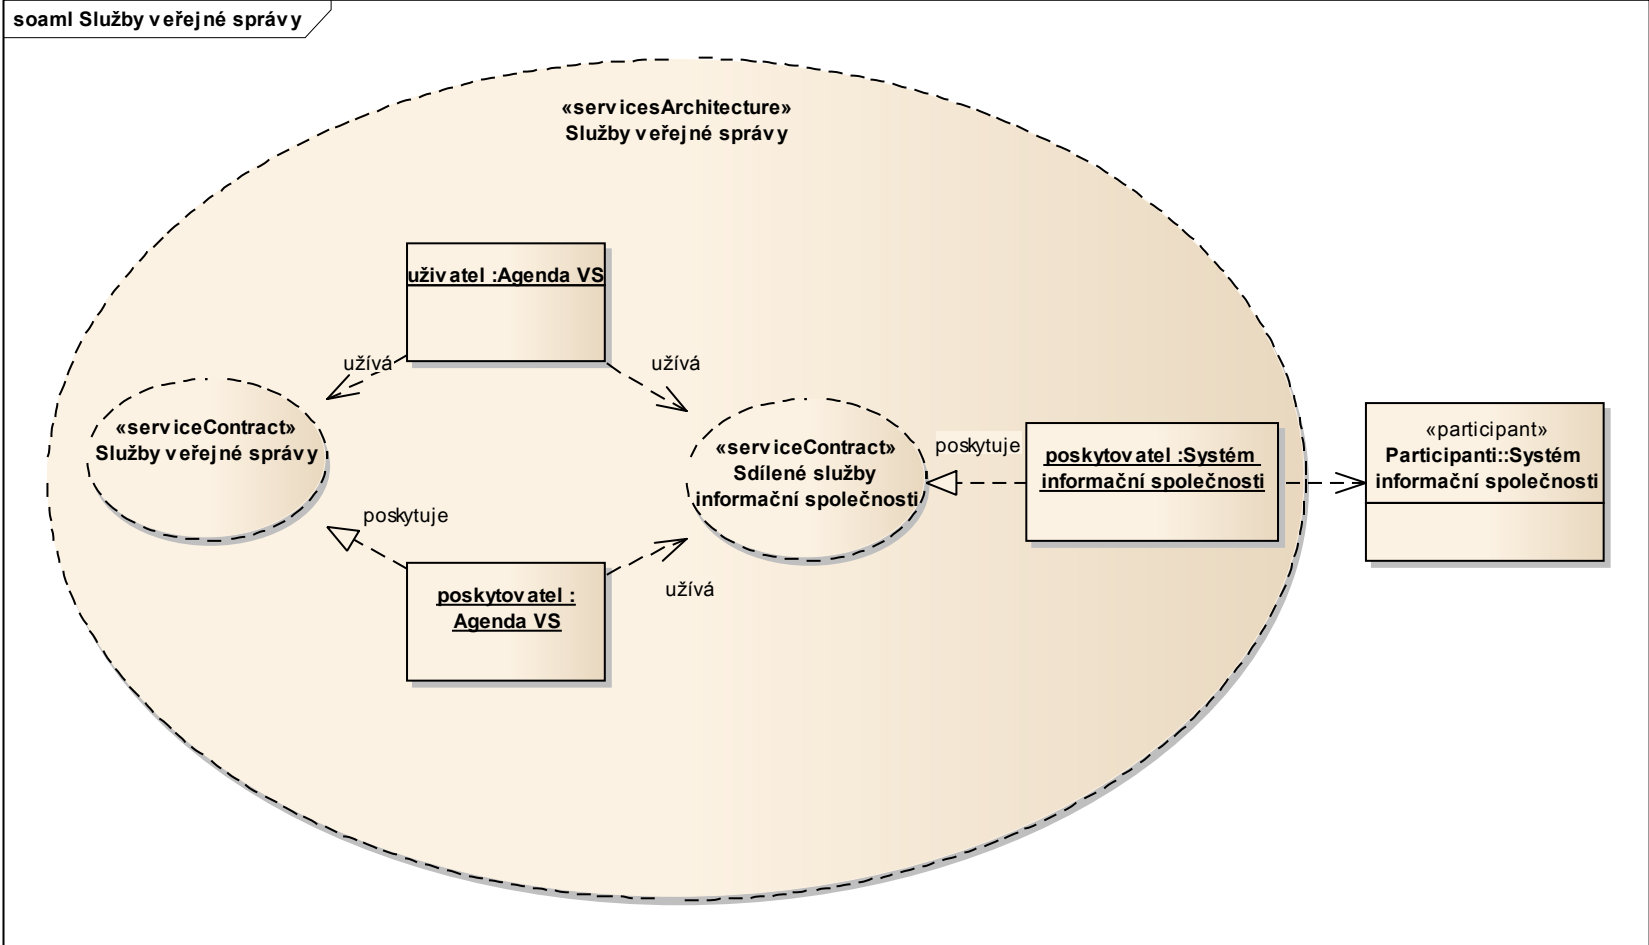 soaml Služby veřejné správy
«servicesArchitecture»
Služby veřejné správy
uživatel :Agenda VS
užívá
užívá
«serviceContract»
Služby veřejné správy
«serviceContract»
Sdílené služby
informační společnosti
poskytuje
poskytovatel :Systém
informační společnosti
«participant»
Participanti::Systém
informační společnosti
poskytuje
poskytovatel :
Agenda VS
užívá